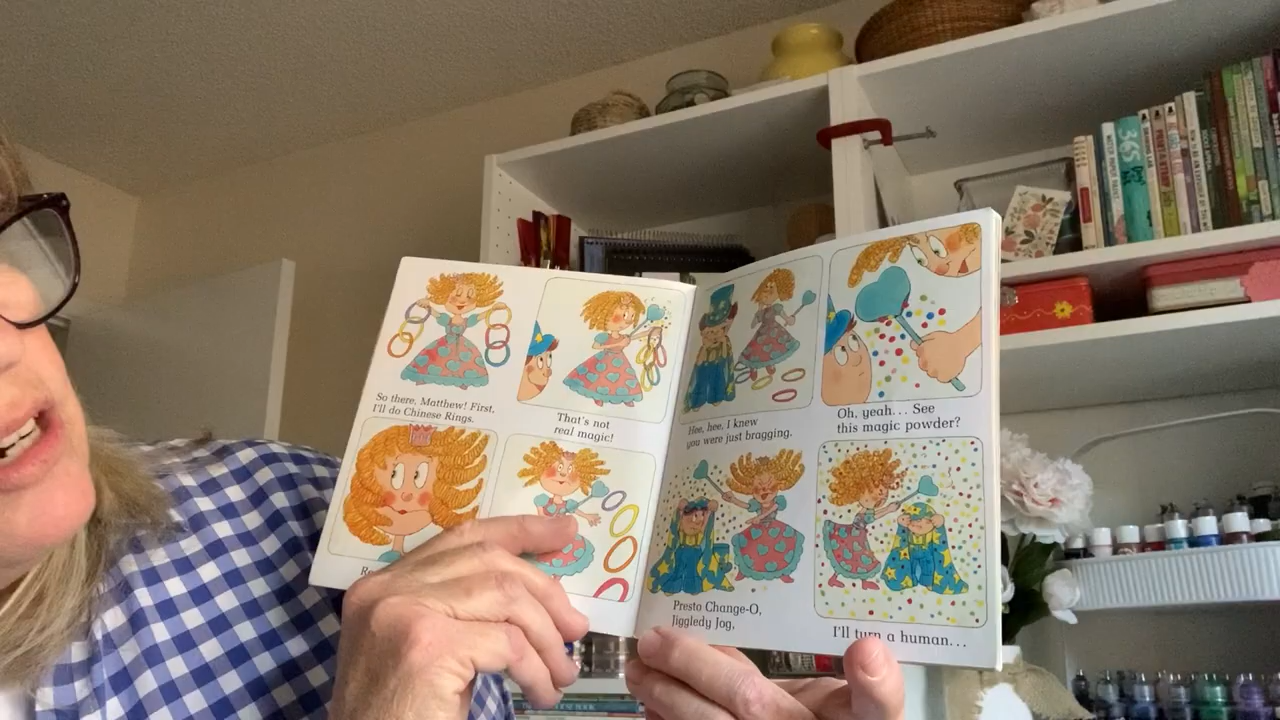 So there, Matthew! First,
I'll do Chinese Rings.
That's not
real magic!
Hee, hee, I knew
you were just bragging.
Oh, yeah... See
this magic powder?
Presto Change-O,
Jiggledy Jog,
I'll turn a human...
365